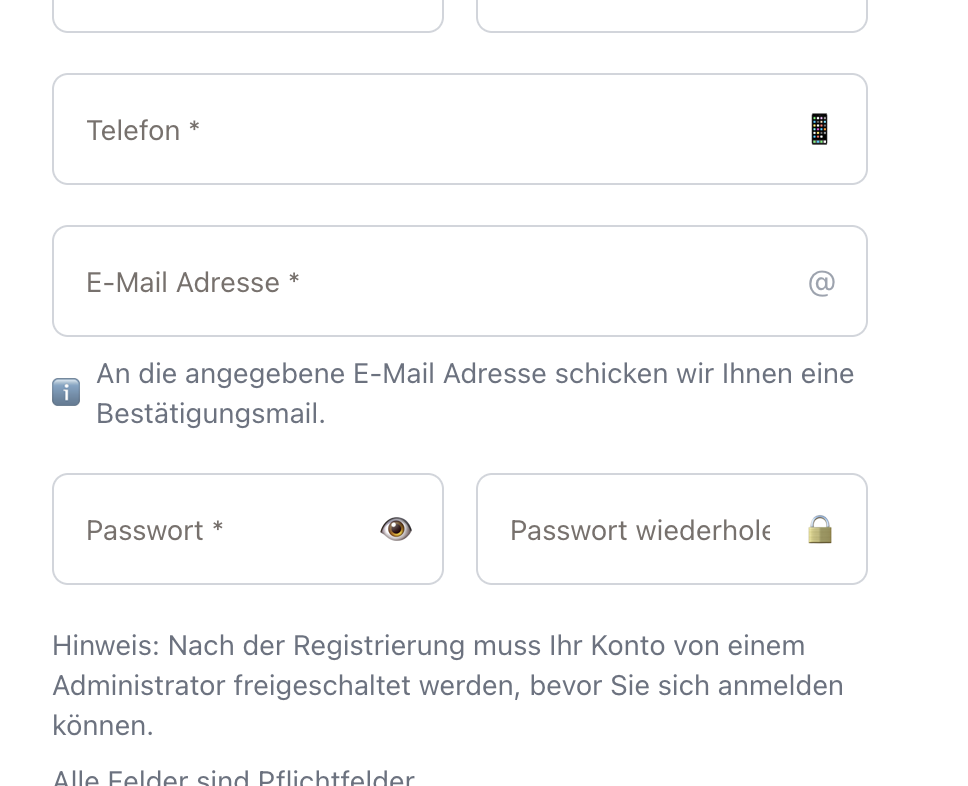 Telefon *
E-Mail Adresse *
@
An die angegebene E-Mail Adresse schicken wir Ihnen eine
Bestätigungsmail.
Passwort *
Passwort wiederhole
Hinweis: Nach der Registrierung muss Ihr Konto von einem
Administrator freigeschaltet werden, bevor Sie sich anmelden
können.
Alle Felder sind Pflichtfelder